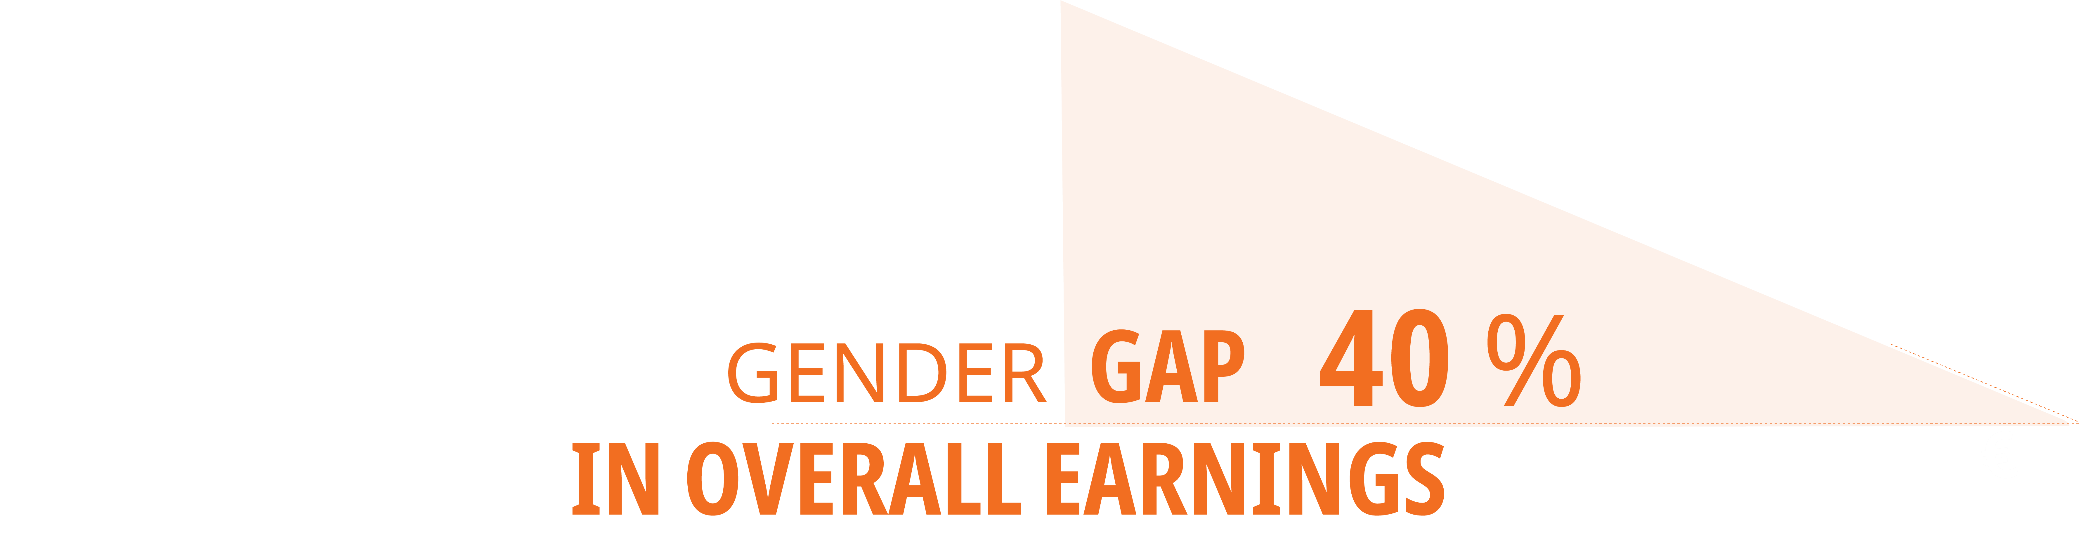 GENDER GAP 40 %
IN OVERALL EARNINGS